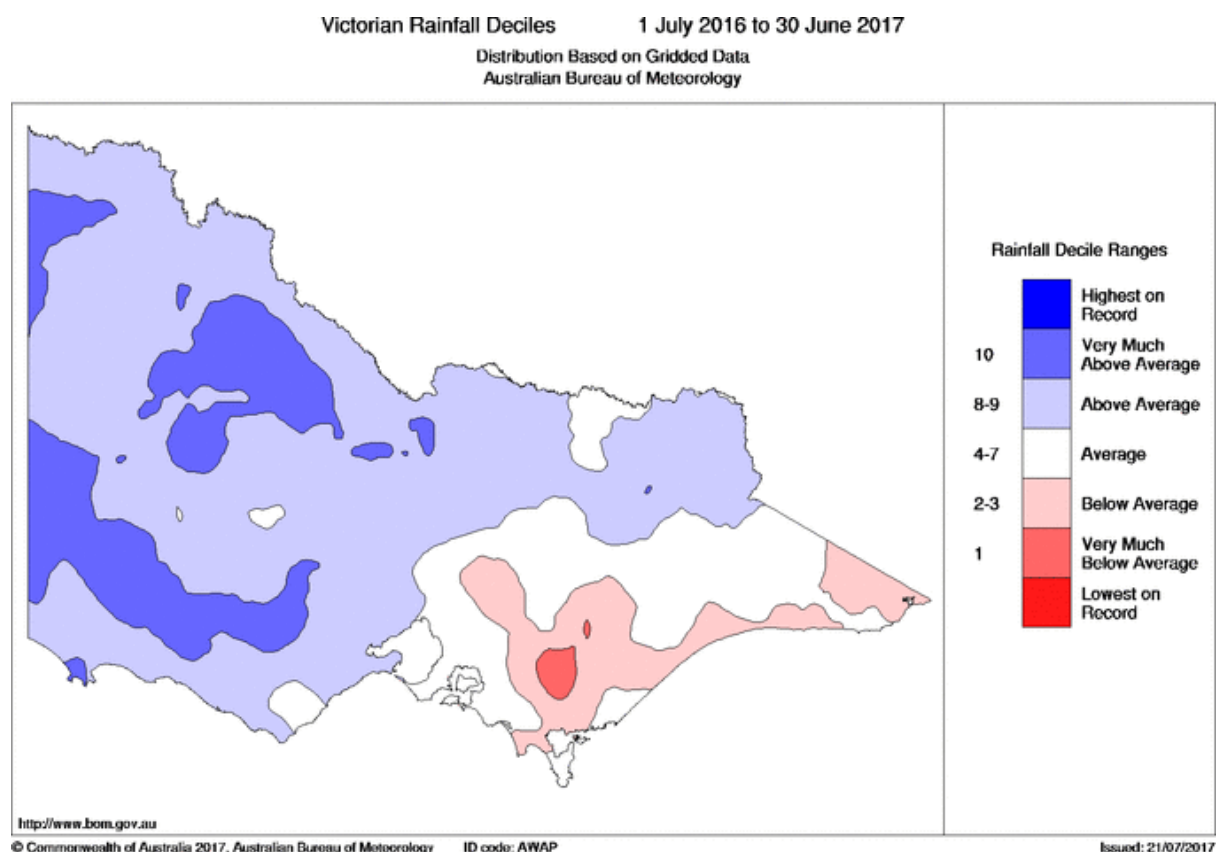 Victorian Rainfall Deciles 1 July 2016 to 30 June 2017
Distribution Based on Gridded Data
Australian Bureau of Meteorology
Rainfall Decile Ranges
Highest on
Record
10 Very Much
Above Average
8-9 Above Average
4-7 Average
2-3 Below Average
1 Very Much
Below Average
Lowest on
Record
http://www.bom.gov.au
© Commonwealth of Australia 2017, Australian Bureau of Meteorology ID code: AWAP Issued: 21/07/2017